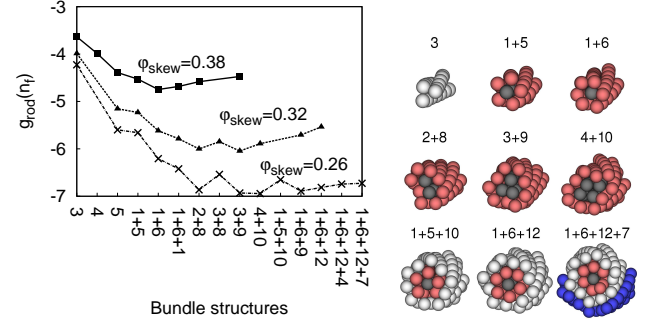 -3
-4
-5
-6
-7
g_rod(n_f)
φ_skew=0.38
φ_skew=0.32
φ_skew=0.26
3
4
5
1+5
1+6
1+6+1
2+8
3+8
3+9
4+10
1+5+10
1+6+9
1+6+12
1+6+12+4
1+6+12+7
Bundle structures
3 1+5 1+6
2+8 3+9 4+10
1+5+10 1+6+12 1+6+12+7